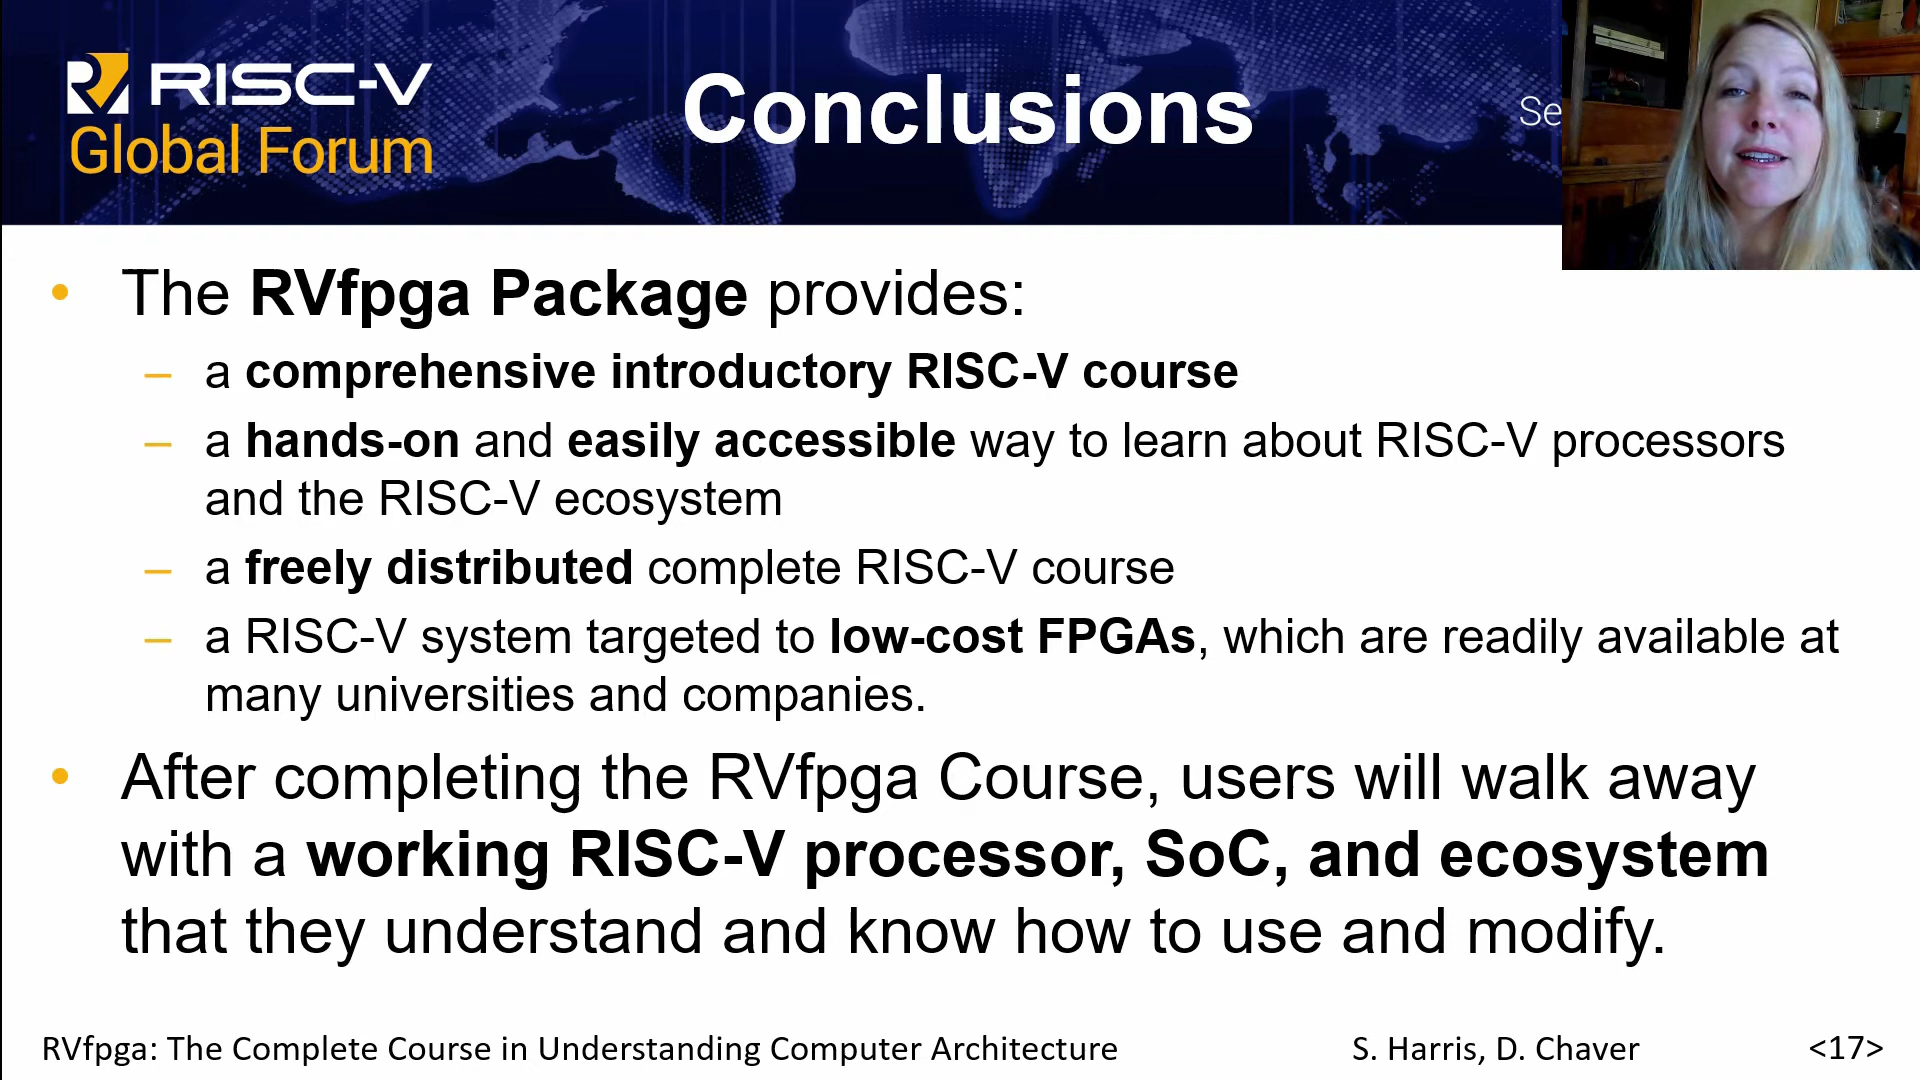 RISC-V
Global Forum
Conclusions
Se
• The RVfpga Package provides:
– a comprehensive introductory RISC-V course
– a hands-on and easily accessible way to learn about RISC-V processors
and the RISC-V ecosystem
– a freely distributed complete RISC-V course
– a RISC-V system targeted to low-cost FPGAs, which are readily available at
many universities and companies.
• After completing the RVfpga Course, users will walk away
with a working RISC-V processor, SoC, and ecosystem
that they understand and know how to use and modify.
RVfpga: The Complete Course in Understanding Computer Architecture
S. Harris, D. Chaver
<17>